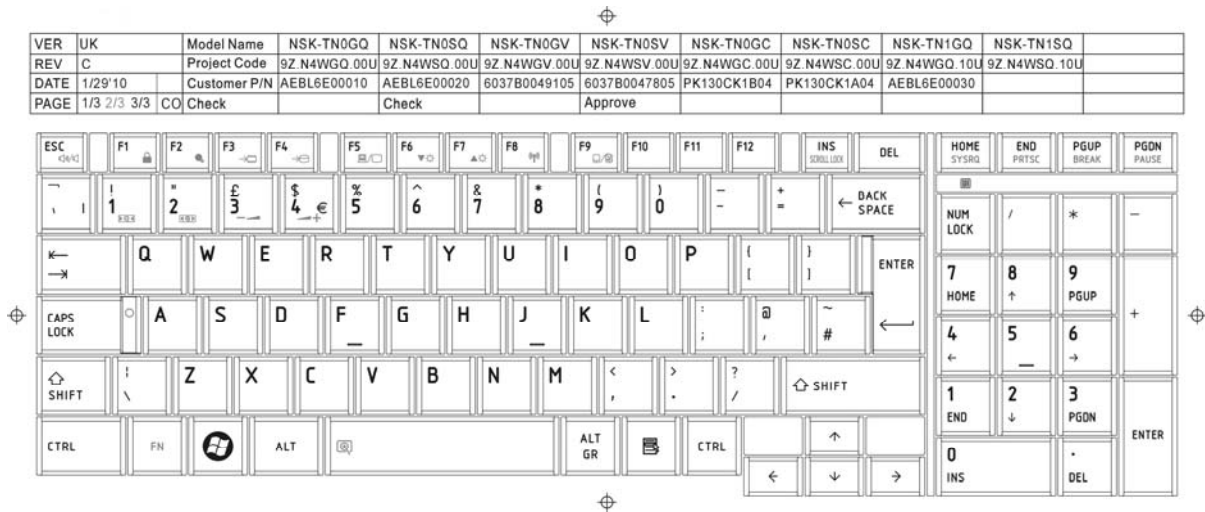 VER UK Model Name NSK-TN0GQ NSK-TN0SQ NSK-TN0GV NSK-TN0SV NSK-TN0GC NSK-TN0SC NSK-TN1GQ NSK-TN1SQ
REV C Project Code 9Z.N4WGQ.00U 9Z.N4WSQ.00U 9Z.N4WGV.00U 9Z.N4WSV.00U 9Z.N4WGC.00U 9Z.N4WSC.00U 9Z.N4WGQ.10U 9Z.N4WSQ.10U
DATE 1/29'10 Customer P/N AEBL6E00010 AEBL6E00020 6037B0049105 6037B0047805 PK130CK1B04 PK130CK1A04 AEBL6E00030
PAGE 1/3 2/3 3/3 CO Check Check Approve
ESC F1 F2 F3 F4 F5 F6 F7 F8 F9 F10 F11 F12 INS DEL HOME END PGUP PGDN
SCROLL LOCK SYSRQ PRTSC BREAK PAUSE
¬ ! " £ $ % ^ & * ( ) _ +
` ¦ 1 2 3 4 € 5 6 7 8 9 0 - = ← BACK
SPACE
NUM / * −
LOCK
Q W E R T Y U I O P { }
[ ] ENTER
7 8 9
HOME ↑ PGUP
CAPS A S D F G H J K L : @ ~
LOCK ; ' #
4 5 6 +
← →
⇧ | Z X C V B N M < > ? ⇧ SHIFT
SHIFT \ , . /
1 2 3
END ↓ PGDN
CTRL FN ALT ALT CTRL ↑
GR
ENTER
← ↓ →
0 .
INS DEL